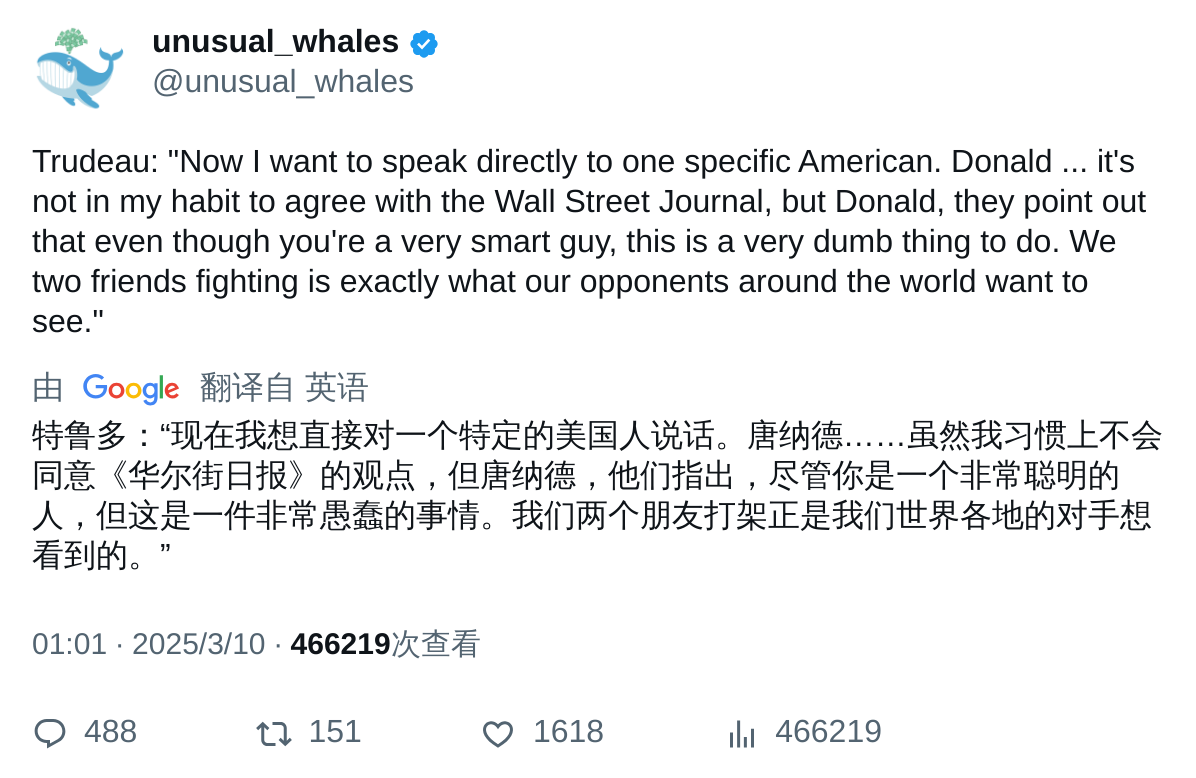 unusual_whales
@unusual_whales
Trudeau: "Now I want to speak directly to one specific American. Donald ... it's
not in my habit to agree with the Wall Street Journal, but Donald, they point out
that even though you're a very smart guy, this is a very dumb thing to do. We
two friends fighting is exactly what our opponents around the world want to
see."
由 Google 翻译自 英语
特鲁多：“现在我想直接对一个特定的美国人说话。唐纳德……虽然我习惯上不会
同意《华尔街日报》的观点，但唐纳德，他们指出，尽管你是一个非常聪明的
人，但这是一件非常愚蠢的事情。我们两个朋友打架正是我们世界各地的对手想
看到的。”
01:01 · 2025/3/10 · 466219次查看
488 151 1618 466219